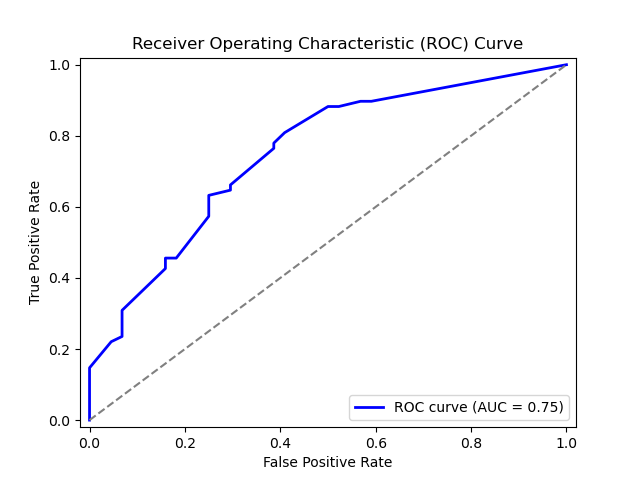 Receiver Operating Characteristic (ROC) Curve
1.0
0.8
0.6
0.4
0.2
0.0
True Positive Rate
ROC curve (AUC = 0.75)
0.0 0.2 0.4 0.6 0.8 1.0
False Positive Rate